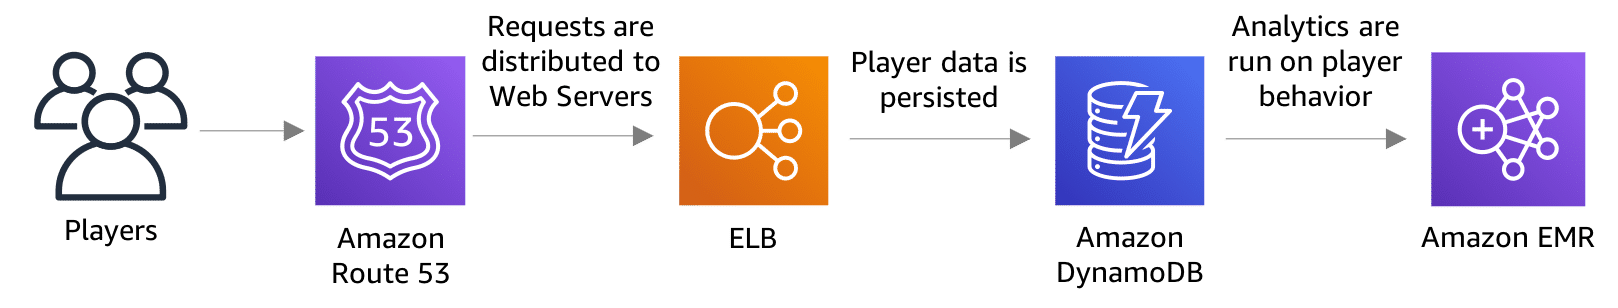 Players
53
Amazon
Route 53
Requests are
distributed to
Web Servers
ELB
Player data is
persisted
Amazon
DynamoDB
Analytics are
run on player
behavior
Amazon EMR